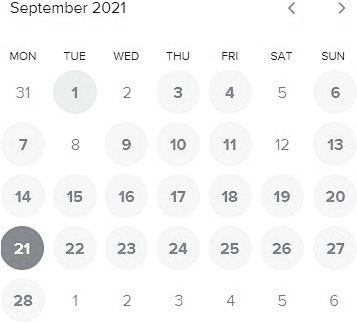 September 2021
MON TUE WED THU FRI SAT SUN
31 1 2 3 4 5 6
7 8 9 10 11 12 13
14 15 16 17 18 19 20
21 22 23 24 25 26 27
28 1 2 3 4 5 6